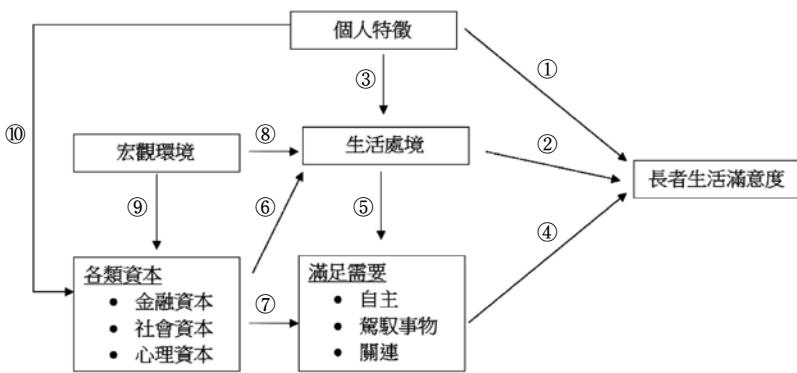 個人特徵
①
③
⑩
宏觀環境
⑧
生活處境
②
長者生活滿意度
⑨
⑥
⑤
④
各類資本
• 金融資本
• 社會資本
• 心理資本
⑦
滿足需要
• 自主
• 駕馭事物
• 關連